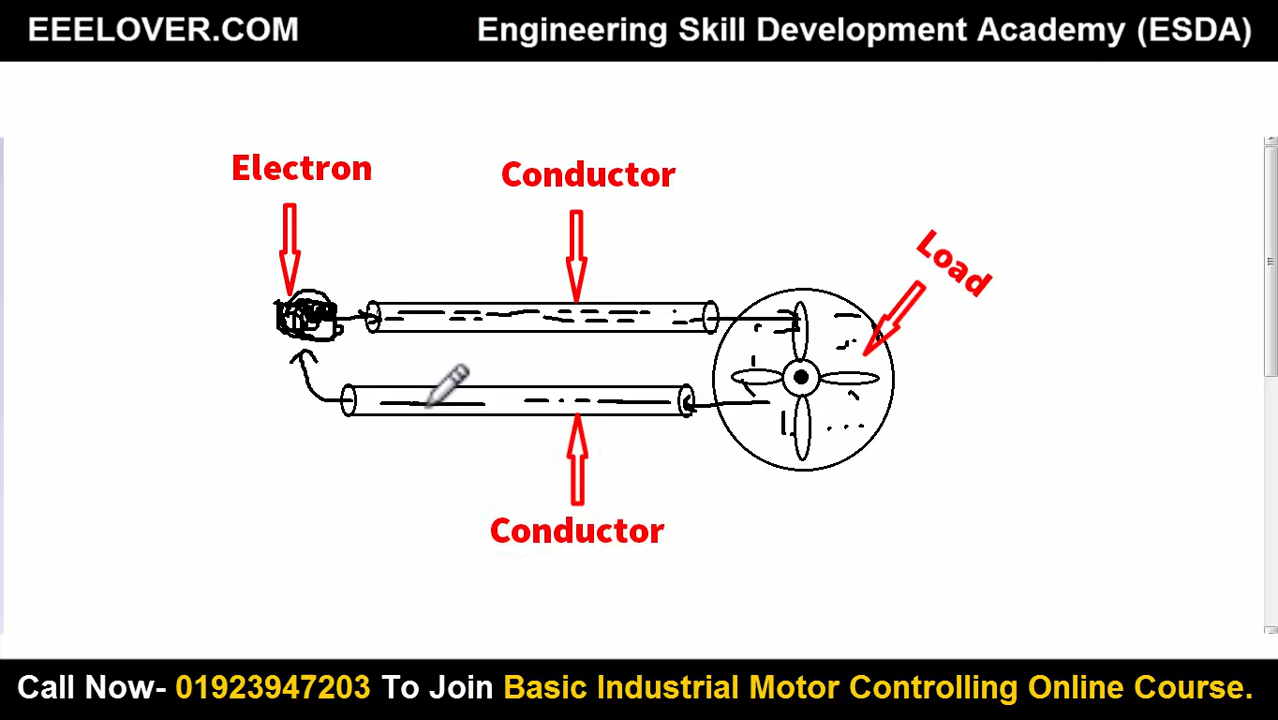 EEELOVER.COM
Engineering Skill Development Academy (ESDA)
Electron
Conductor
Load
Conductor
Call Now- 01923947203 To Join Basic Industrial Motor Controlling Online Course.